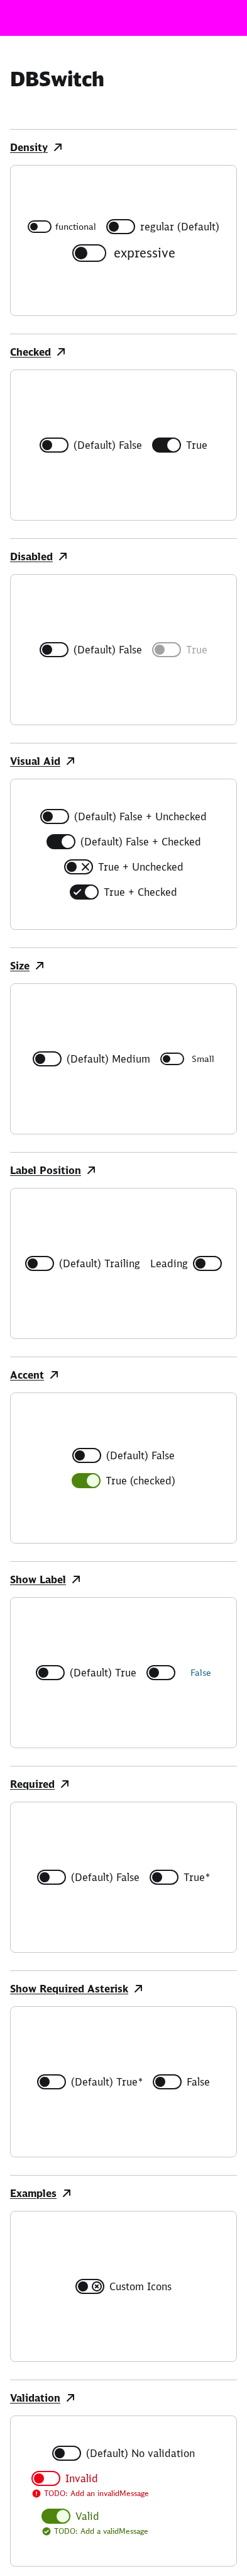 DBSwitch
Density
functional
regular (Default)
expressive
Checked
(Default) False
True
Disabled
(Default) False
True
Visual Aid
(Default) False + Unchecked
(Default) False + Checked
True + Unchecked
True + Checked
Size
(Default) Medium
Small
Label Position
(Default) Trailing
Leading
Accent
(Default) False
True (checked)
Show Label
(Default) True
False
Required
(Default) False
True*
Show Required Asterisk
(Default) True*
False
Examples
Custom Icons
Validation
(Default) No validation
Invalid
TODO: Add an invalidMessage
Valid
TODO: Add a validMessage